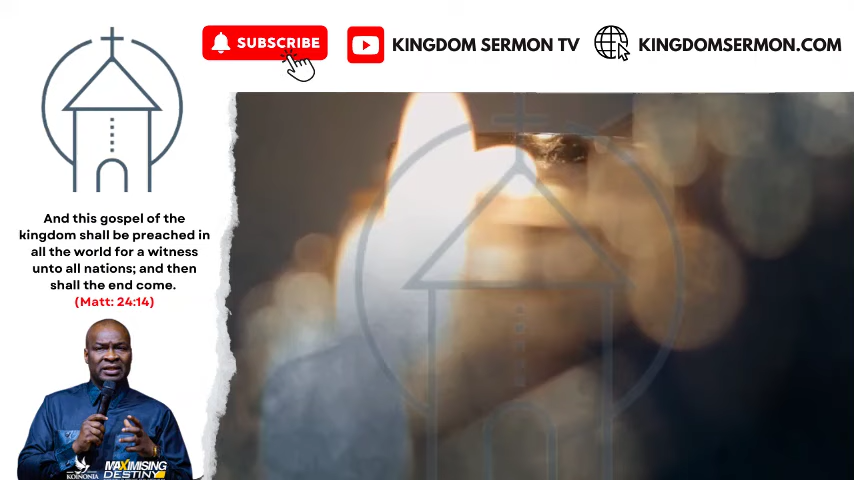 SUBSCRIBE
KINGDOM SERMON TV
KINGDOMSERMON.COM
And this gospel of the
kingdom shall be preached in
all the world for a witness
unto all nations; and then
shall the end come.
(Matt: 24:14)
KOINONIA
MAXIMISING
DESTINY